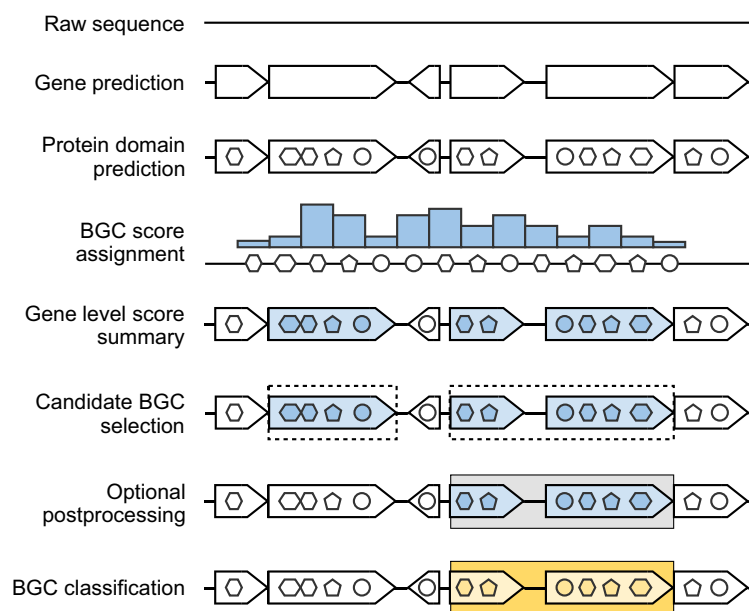 Raw sequence
Gene prediction
Protein domain
prediction
BGC score
assignment
Gene level score
summary
Candidate BGC
selection
Optional
postprocessing
BGC classification